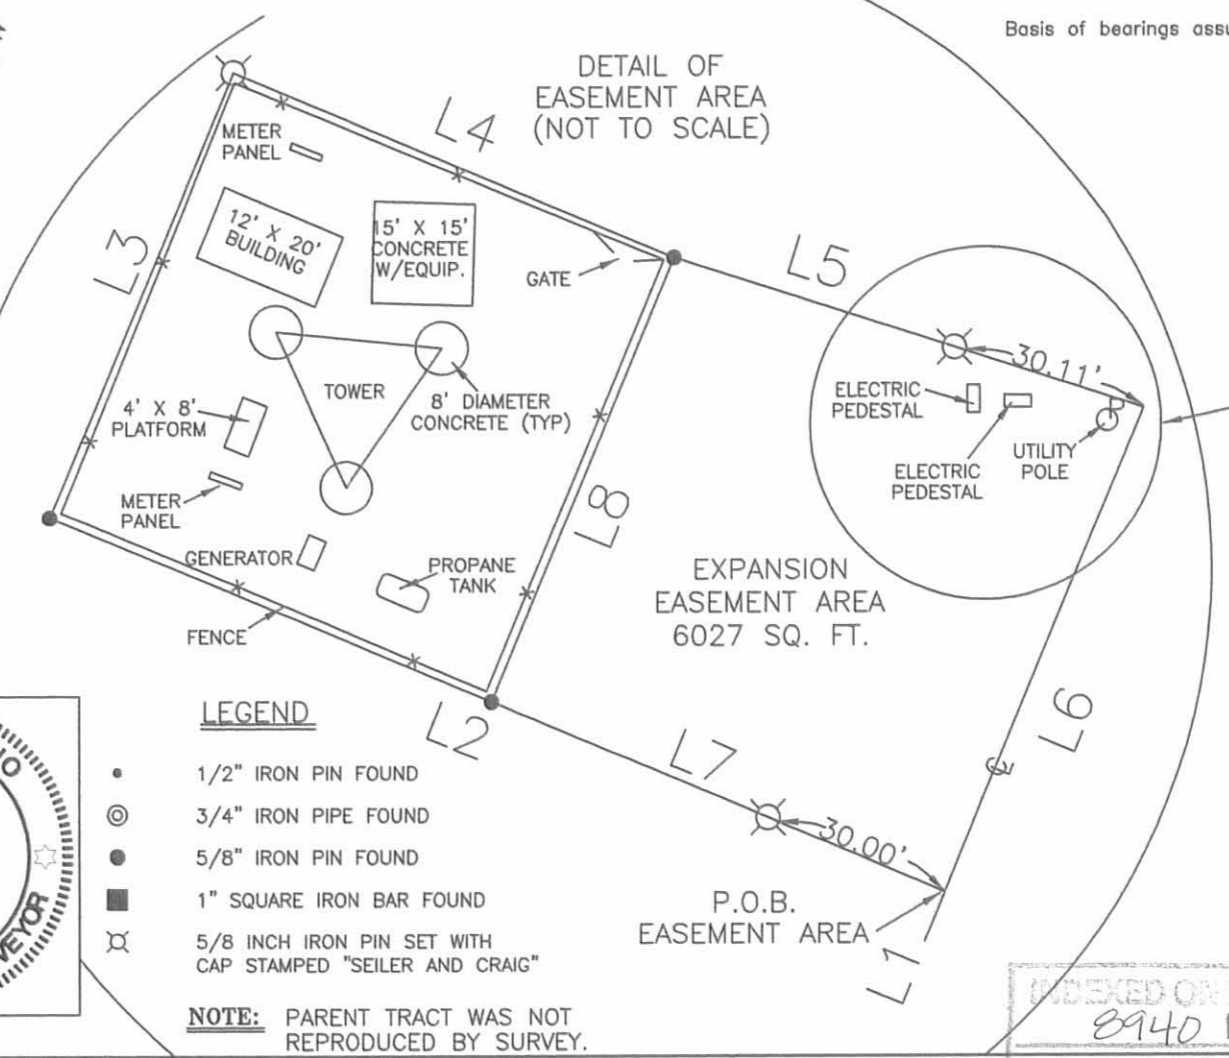 Basis of bearings
DETAIL OF
EASEMENT AREA
(NOT TO SCALE)
L4
METER
PANEL
12' X 20'
BUILDING
15' X 15'
CONCRETE
W/EQUIP.
L3
GATE
L5
30.11'
TOWER
8' DIAMETER
CONCRETE (TYP)
4' X 8'
PLATFORM
ELECTRIC
PEDESTAL
ELECTRIC
PEDESTAL
UTILITY
POLE
METER
PANEL
L8
GENERATOR
PROPANE
TANK
EXPANSION
EASEMENT AREA
6027 SQ. FT.
FENCE
L2
L7
L6
30.00'
P.O.B.
EASEMENT AREA
L1
LEGEND
1/2" IRON PIN FOUND
3/4" IRON PIPE FOUND
5/8" IRON PIN FOUND
1" SQUARE IRON BAR FOUND
5/8 INCH IRON PIN SET WITH
CAP STAMPED "SEILER AND CRAIG"
NOTE: PARENT TRACT WAS NOT
REPRODUCED BY SURVEY.
INDEXED
8940